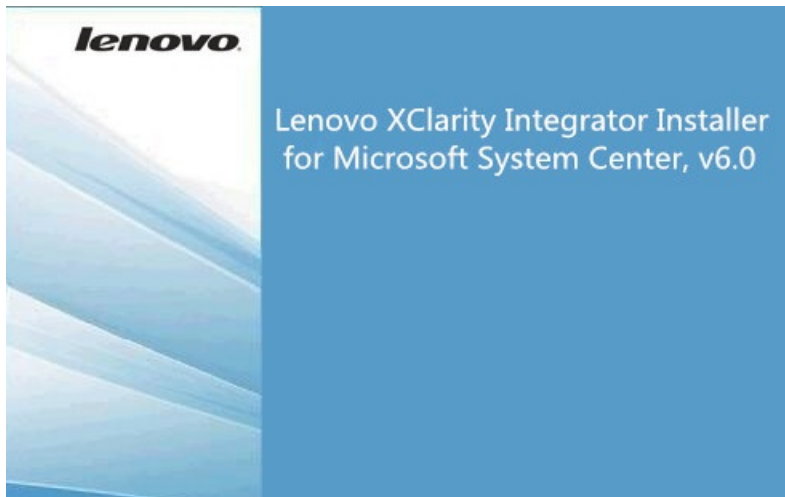 lenovo.
Lenovo XClarity Integrator Installer
for Microsoft System Center, v6.0